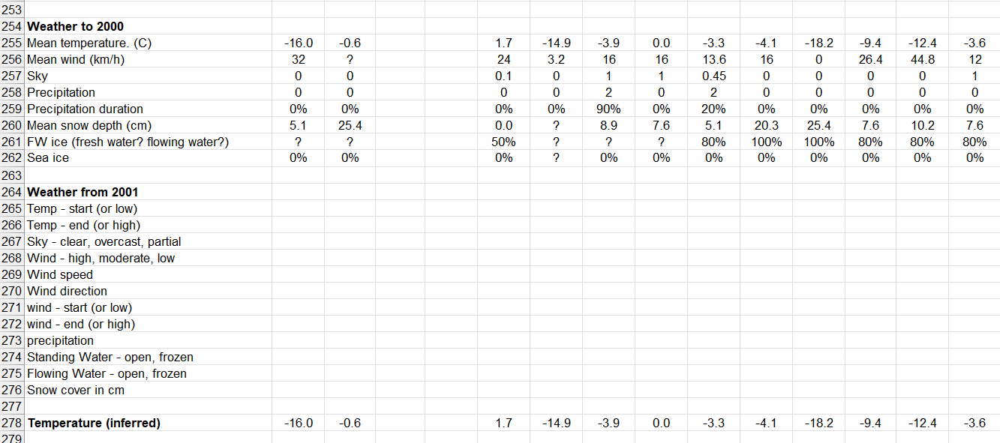 253
254 Weather to 2000
255 Mean temperature. (C) -16.0 -0.6 1.7 -14.9 -3.9 0.0 -3.3 -4.1 -18.2 -9.4 -12.4 -3.6
256 Mean wind (km/h) 32 ? 24 3.2 16 16 13.6 16 0 26.4 44.8 12
257 Sky 0 0 0.1 0 1 1 0.45 0 0 0 0 1
258 Precipitation 0 0 0 0 2 0 2 0 0 0 0 0
259 Precipitation duration 0% 0% 0% 0% 90% 0% 20% 0% 0% 0% 0% 0%
260 Mean snow depth (cm) 5.1 25.4 0.0 ? 8.9 7.6 5.1 20.3 25.4 7.6 10.2 7.6
261 FW ice (fresh water? flowing water?) ? ? 50% ? ? ? 80% 100% 100% 80% 80% 80%
262 Sea ice 0% 0% 0% ? 0% 0% 0% 0% 0% 0% 0% 0%
263
264 Weather from 2001
265 Temp - start (or low)
266 Temp - end (or high)
267 Sky - clear, overcast, partial
268 Wind - high, moderate, low
269 Wind speed
270 Wind direction
271 wind - start (or low)
272 wind - end (or high)
273 precipitation
274 Standing Water - open, frozen
275 Flowing Water - open, frozen
276 Snow cover in cm
277
278 Temperature (inferred) -16.0 -0.6 1.7 -14.9 -3.9 0.0 -3.3 -4.1 -18.2 -9.4 -12.4 -3.6
279